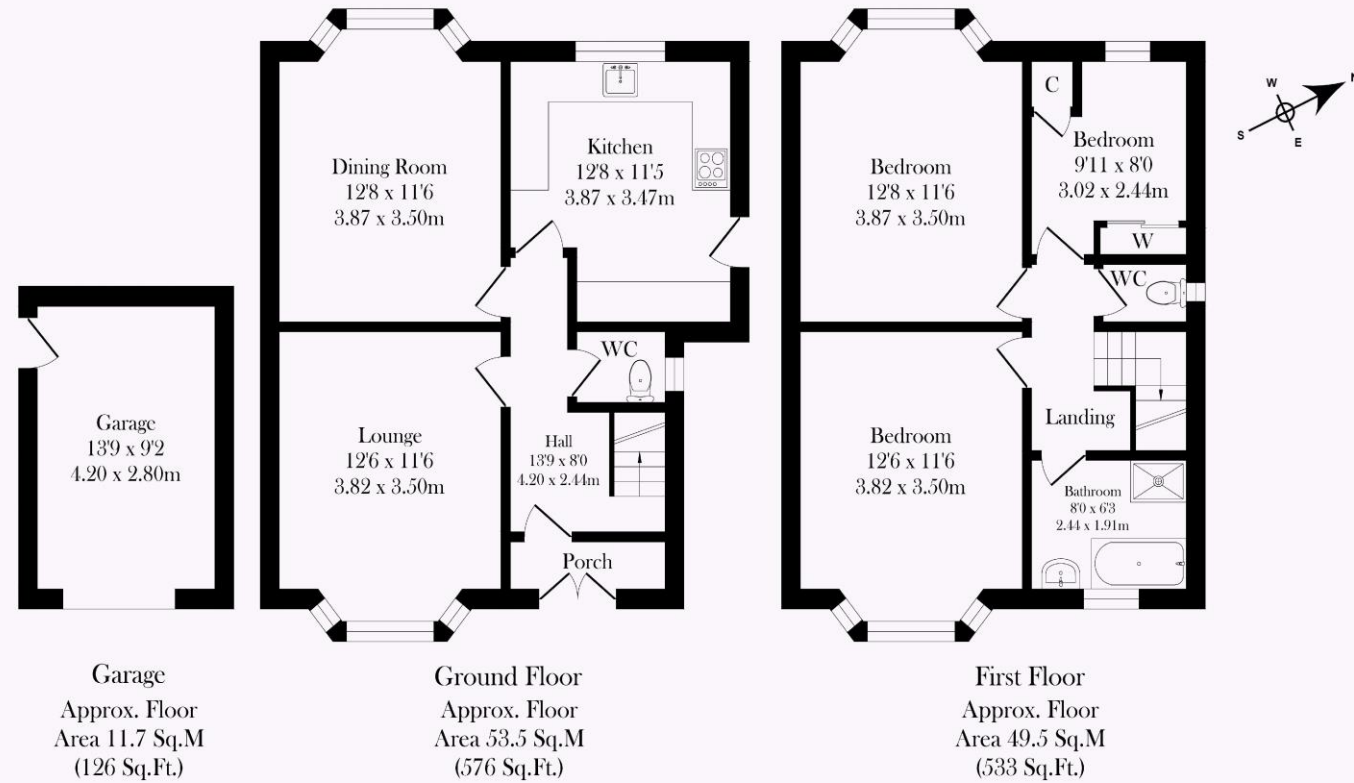 Dining Room
12'8 x 11'6
3.87 x 3.50m
Kitchen
12'8 x 11'5
3.87 x 3.47m
WC
Lounge
12'6 x 11'6
3.82 x 3.50m
Hall
13'9 x 8'0
4.20 x 2.44m
Porch
Garage
13'9 x 9'2
4.20 x 2.80m
Bedroom
12'8 x 11'6
3.87 x 3.50m
C
Bedroom
9'11 x 8'0
3.02 x 2.44m
W
WC
Landing
Bedroom
12'6 x 11'6
3.82 x 3.50m
Bathroom
8'0 x 6'3
2.44 x 1.91m
N
W
S
E
Garage
Approx. Floor
Area 11.7 Sq.M
(126 Sq.Ft.)
Ground Floor
Approx. Floor
Area 53.5 Sq.M
(576 Sq.Ft.)
First Floor
Approx. Floor
Area 49.5 Sq.M
(533 Sq.Ft.)